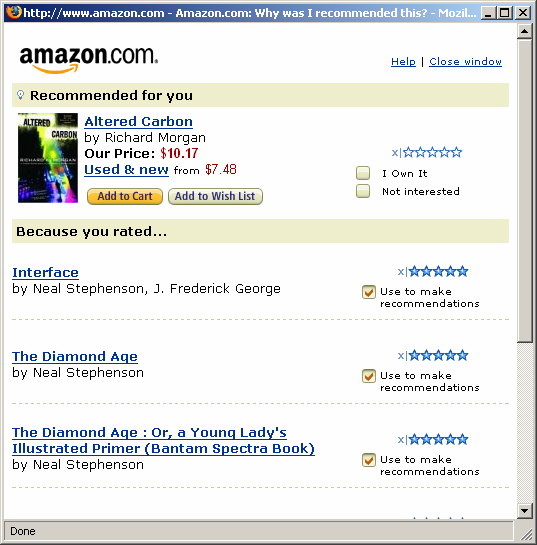 http://www.amazon.com - Amazon.com: Why was I recommended this? - Mozil...
amazon.com.
Help | Close window
Recommended for you
ALTERED CARBON
RICHARD MORGAN
Altered Carbon
by Richard Morgan
Our Price: $10.17
Used & new from $7.48
Add to Cart Add to Wish List
x|
I Own It
Not interested
Because you rated...
Interface
by Neal Stephenson, J. Frederick George
x|
Use to make
recommendations
The Diamond Age
by Neal Stephenson
x|
Use to make
recommendations
The Diamond Age : Or, a Young Lady's
Illustrated Primer (Bantam Spectra Book)
by Neal Stephenson
x|
Use to make
recommendations
Done